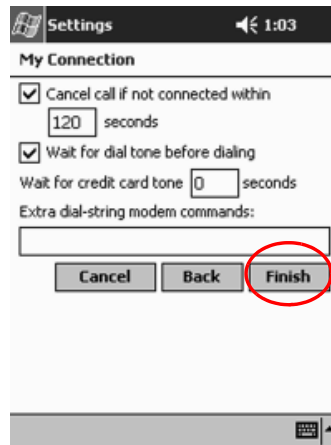 Settings 1:03
My Connection
Cancel call if not connected within
120 seconds
Wait for dial tone before dialing
Wait for credit card tone 0 seconds
Extra dial-string modem commands:
Cancel Back Finish